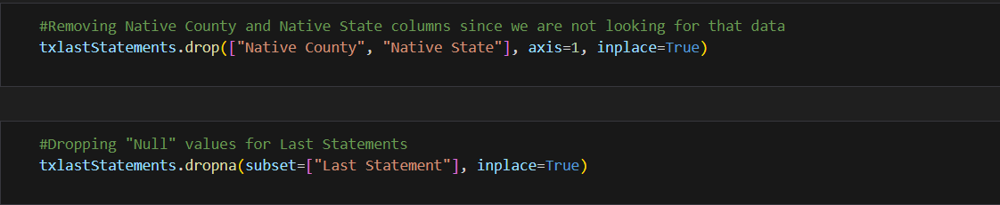 #Removing Native County and Native State columns since we are not looking for that data
txlastStatements.drop(["Native County", "Native State"], axis=1, inplace=True)
#Dropping "Null" values for Last Statements
txlastStatements.dropna(subset=["Last Statement"], inplace=True)